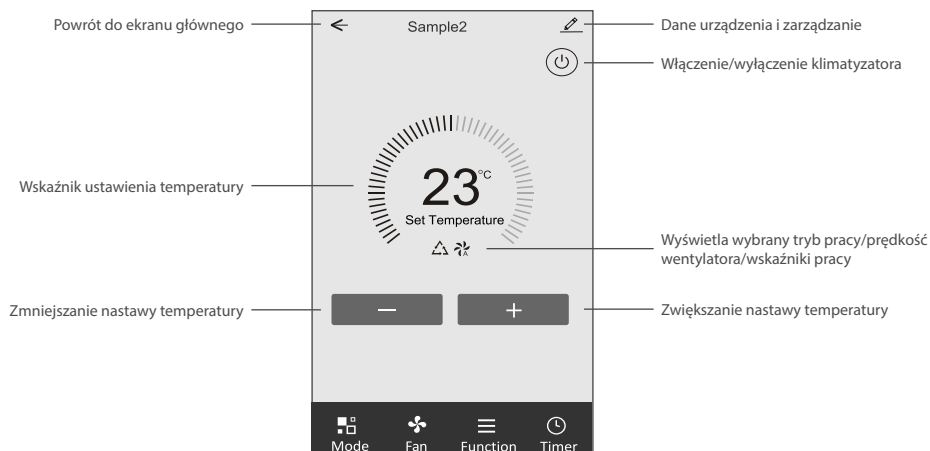 Powrót do ekranu głównego
Sample2
Dane urządzenia i zarządzanie
Włączenie/wyłączenie klimatyzatora
Wskaźnik ustawienia temperatury
23°C
Set Temperature
A
Wyświetla wybrany tryb pracy/prędkość
wentylatora/wskaźniki pracy
Zmniejszanie nastawy temperatury
−
+
Zwiększanie nastawy temperatury
Mode Fan Function Timer